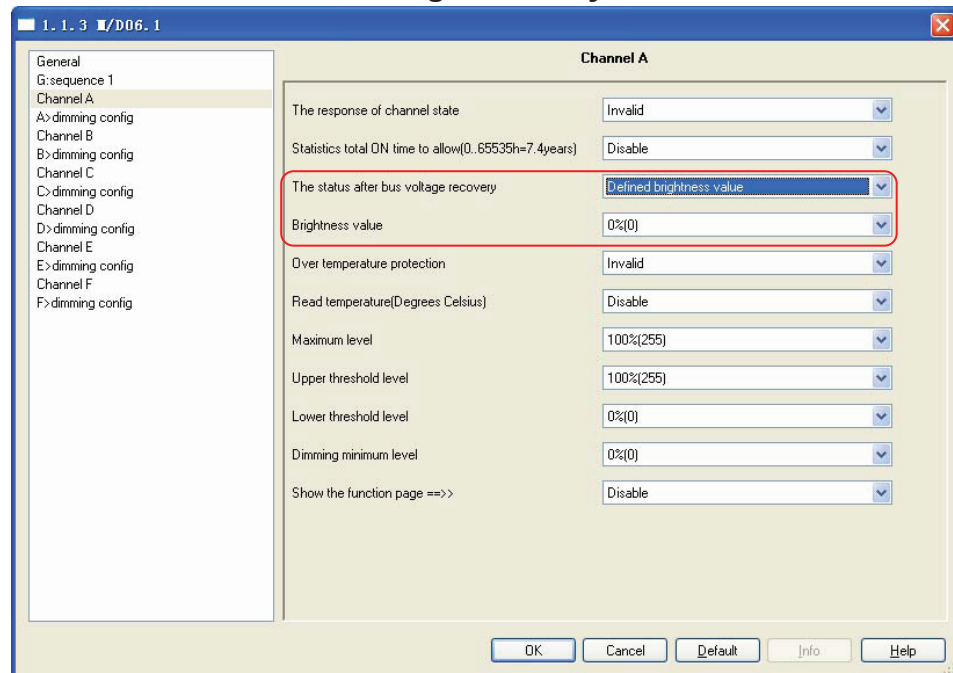 1.1.3 M/D06.1
General
G:sequence 1
Channel A
A>dimming config
Channel B
B>dimming config
Channel C
C>dimming config
Channel D
D>dimming config
Channel E
E>dimming config
Channel F
F>dimming config
Channel A
The response of channel state Invalid
Statistics total ON time to allow(0..65535h=7.4years) Disable
The status after bus voltage recovery Defined brightness value
Brightness value 0%(0)
Over temperature protection Invalid
Read temperature(Degrees Celsius) Disable
Maximum level 100%(255)
Upper threshold level 100%(255)
Lower threshold level 0%(0)
Dimming minimum level 0%(0)
Show the function page ==>> Disable
OK Cancel Default Info Help